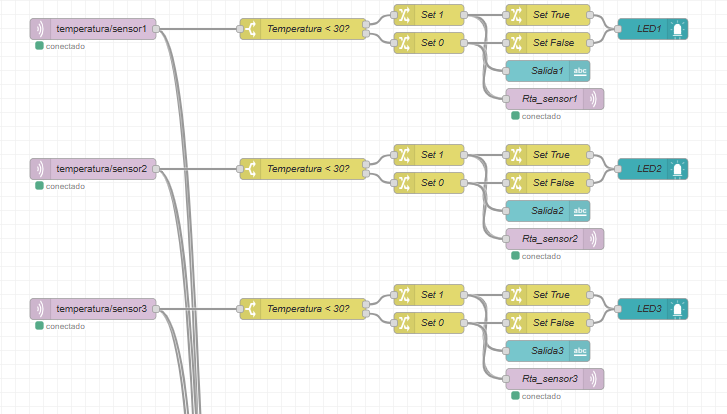 temperatura/sensor1
conectado
Temperatura < 30?
Set 1
Set 0
Set True
Set False
LED1
Salida1
abc
Rta_sensor1
conectado
temperatura/sensor2
conectado
Temperatura < 30?
Set 1
Set 0
Set True
Set False
LED2
Salida2
abc
Rta_sensor2
conectado
temperatura/sensor3
conectado
Temperatura < 30?
Set 1
Set 0
Set True
Set False
LED3
Salida3
abc
Rta_sensor3
conectado